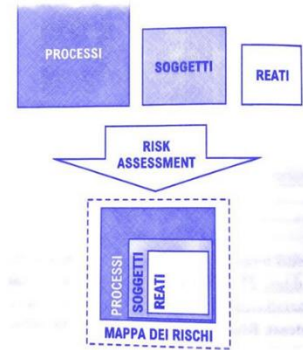 PROCESSI
SOGGETTI
REATI
RISK
ASSESSMENT
PROCESSI
SOGGETTI
REATI
MAPPA DEI RISCHI